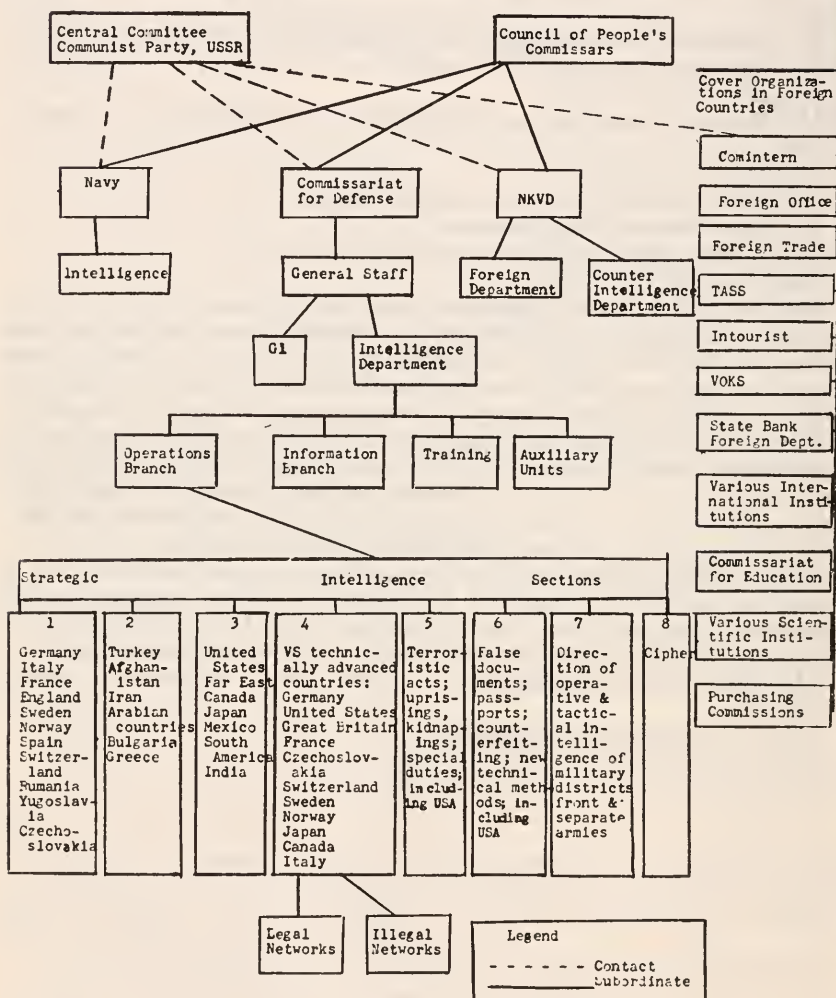 Central Committee
Communist Party, USSR
Council of People's
Commissars
Cover Organiza-
tions in Foreign
Countries
Comintern
Foreign Office
Foreign Trade
TASS
Intourist
VOKS
State Bank
Foreign Dept.
Various Inter-
national Insti-
tutions
Commissariat
for Education
Various Scien-
tific Insti-
tutions
Purchasing
Commissions
Navy
Commissariat
for Defense
NKVD
Intelligence
General Staff
Foreign
Department
Counter
Intelligence
Department
G1
Intelligence
Department
Operations
Branch
Information
Branch
Training
Auxiliary
Units
Strategic Intelligence Sections
1
Germany
Italy
France
England
Sweden
Norway
Spain
Switzer-
land
Rumania
Yugoslav-
ia
Czecho-
slovakia
2
Turkey
Afghan-
istan
Iran
Arabian
countries
Bulgaria
Greece
3
United
States
Far East
Canada
Japan
Mexico
South
America
India
4
VS techni-
ally advanced
countries:
Germany
United States
Great Britain
France
Czechoslov-
akia
Switzerland
Sweden
Norway
Japan
Canada
Italy
5
Terror-
istic
acts;
upris-
ings,
kidnap-
ings;
special
duties;
includ-
ing USA
6
False
docu-
ments;
pass-
ports;
count-
erfeit-
ing; new
techni-
cal meth
ods; in-
cluding
USA
7
Direc-
tion of
opera-
tive &
tacti-
cal in-
telli-
gence of
military
districts
front &
separate
armies
8
Cipher
Legal
Networks
Illegal
Networks
Legend
Contact
Subordinate